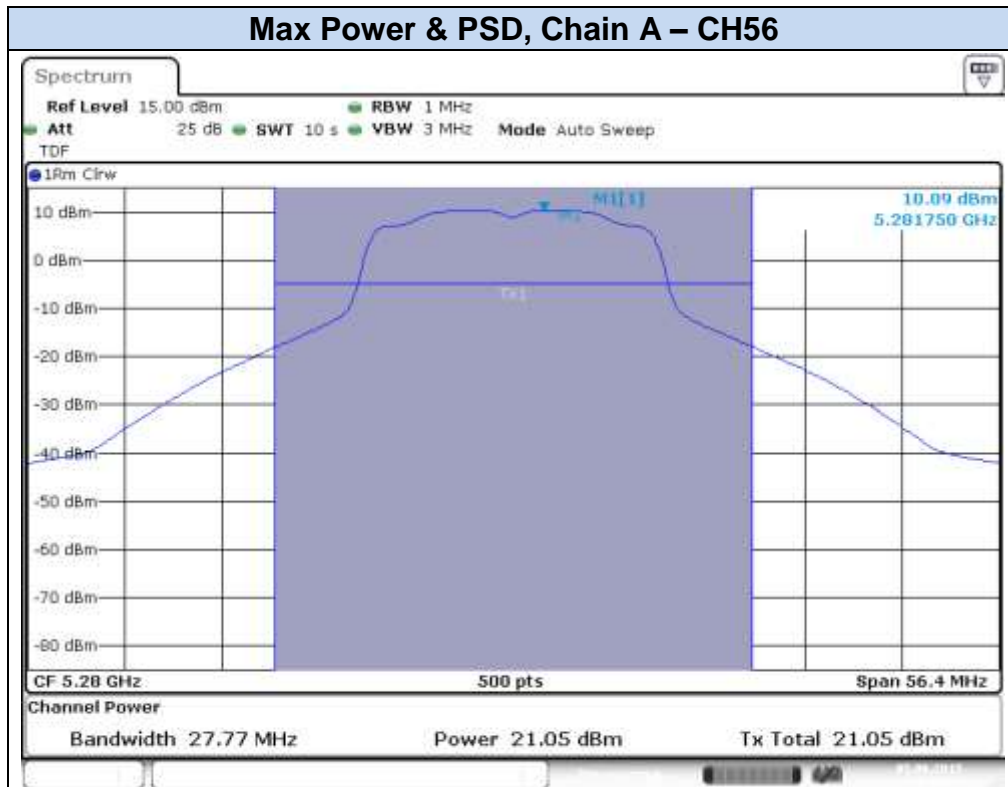 Max Power & PSD, Chain A – CH56
Spectrum
Ref Level 15.00 dBm RBW 1 MHz
Att 25 dB SWT 10 s VBW 3 MHz Mode Auto Sweep
TDF
1Rm Clrw
M1[1] 10.09 dBm
5.281750 GHz
10 dBm
M1
0 dBm
Tx1
-10 dBm
-20 dBm
-30 dBm
-40 dBm
-50 dBm
-60 dBm
-70 dBm
-80 dBm
CF 5.28 GHz 500 pts Span 56.4 MHz
Channel Power
Bandwidth 27.77 MHz Power 21.05 dBm Tx Total 21.05 dBm